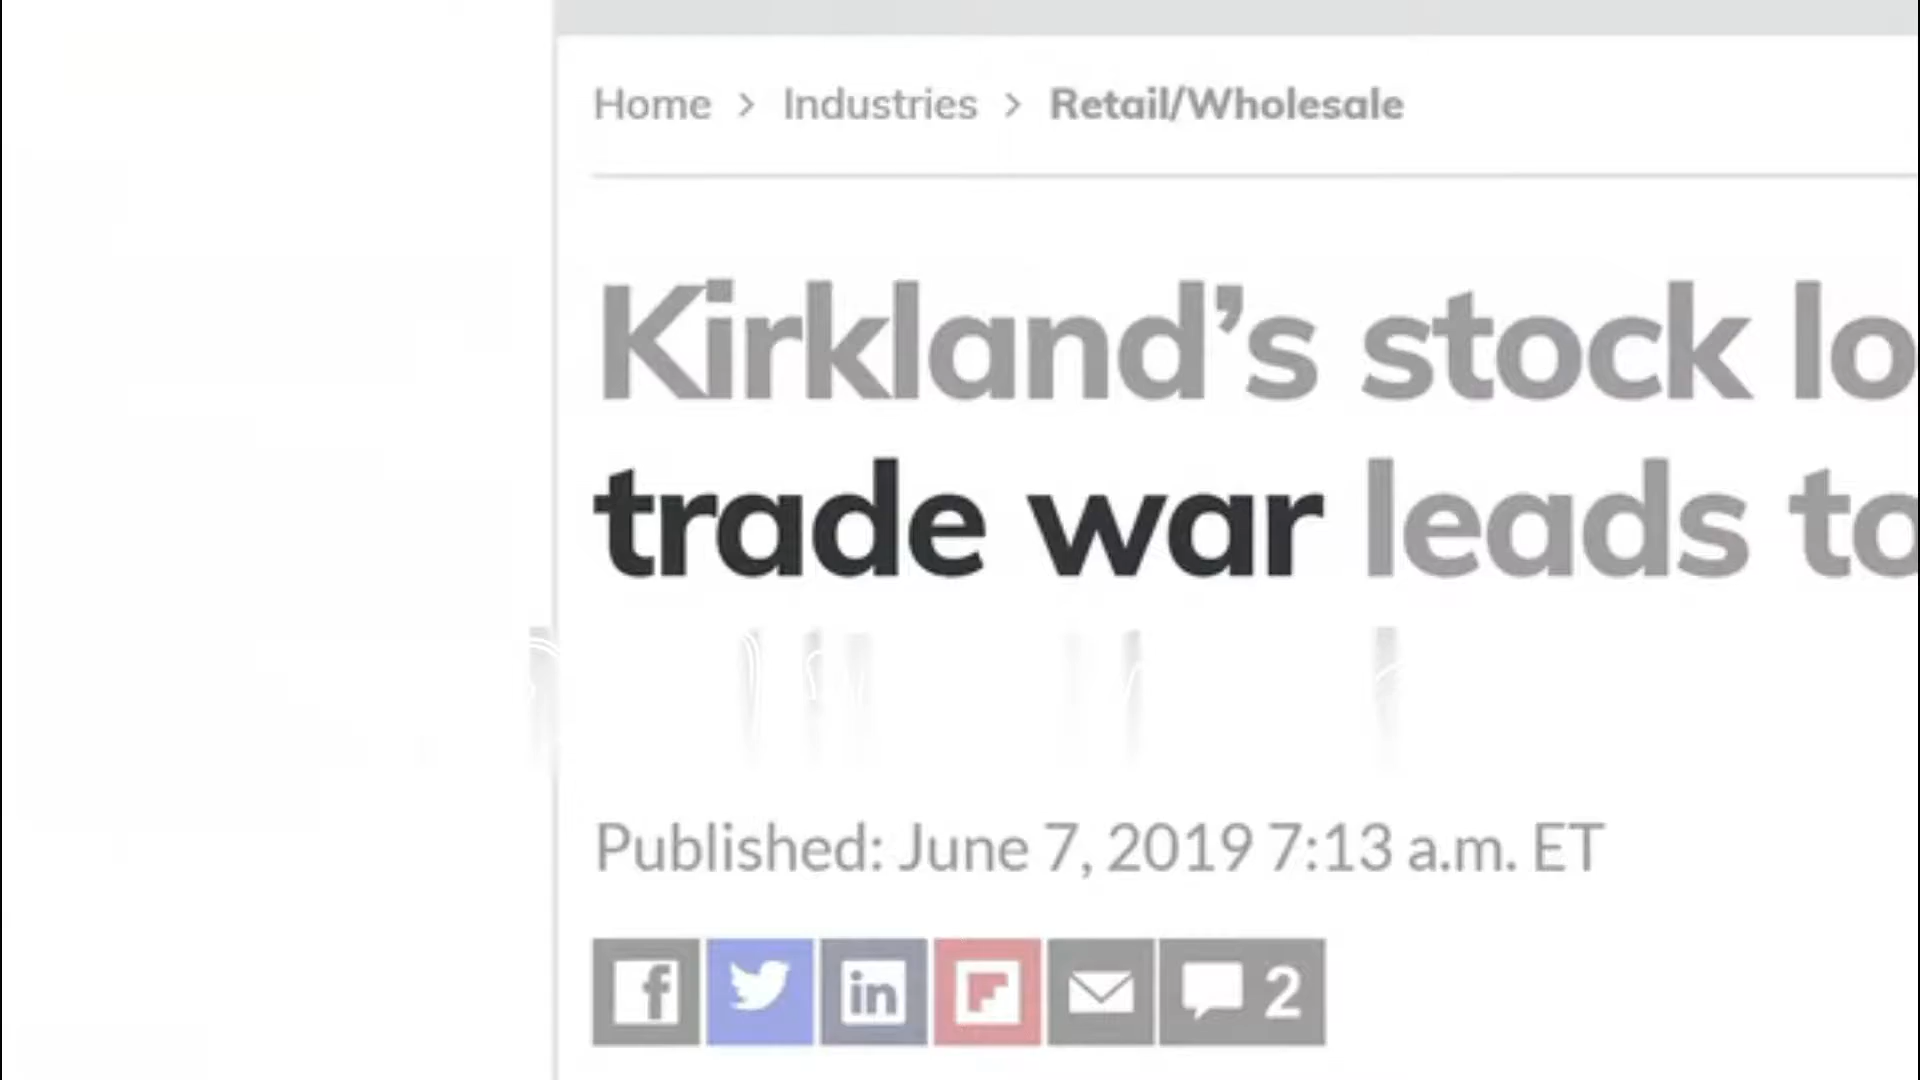 Home > Industries > Retail/Wholesale
Kirkland’s stock lo
trade war leads to
Published: June 7, 2019 7:13 a.m. ET
f in 2